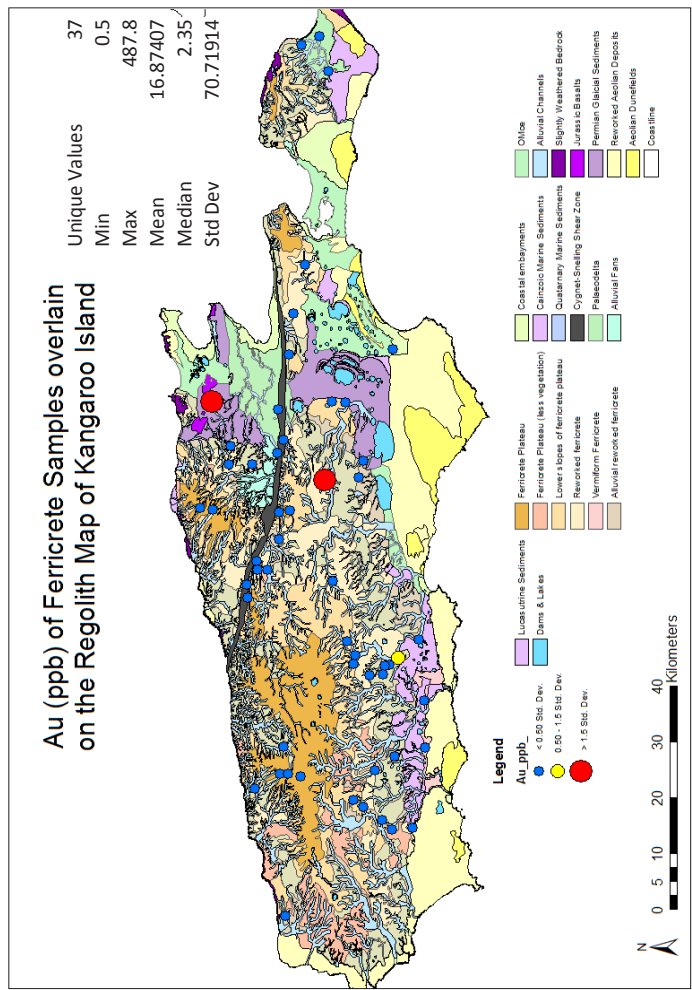 Au (ppb) of Ferricrete Samples overlain
on the Regolith Map of Kangaroo Island
Unique Values 37
Min 0.5
Max 487.8
Mean 16.87407
Median 2.35
Std Dev 70.71914
Legend
Au_ppb_
< 0.50 Std. Dev.
0.50 - 1.5 Std. Dev.
> 1.5 Std. Dev.
Lucasutrine Sediments
Dams & Lakes
Ferricrete Plateau
Ferricrete Plateau (less vegetation)
Lower slopes of ferricrete plateau
Reworked ferricrete
Vermiform Ferricrete
Alluvial reworked ferricrete
Coastal embayments
Cainzoic Marine Sediments
Quatarnary Marine Sediments
Cygnet-Snelling Shear Zone
Palaeodelta
Alluvial Fans
OMce
Alluvial Channels
Slightly Weathered Bedrock
Jurassic Basalts
Permian Glaicial Sediments
Reworked Aeolian Deposits
Aeolian Dunefields
Coastline
N
0 5 10 20 30 40
Kilometers